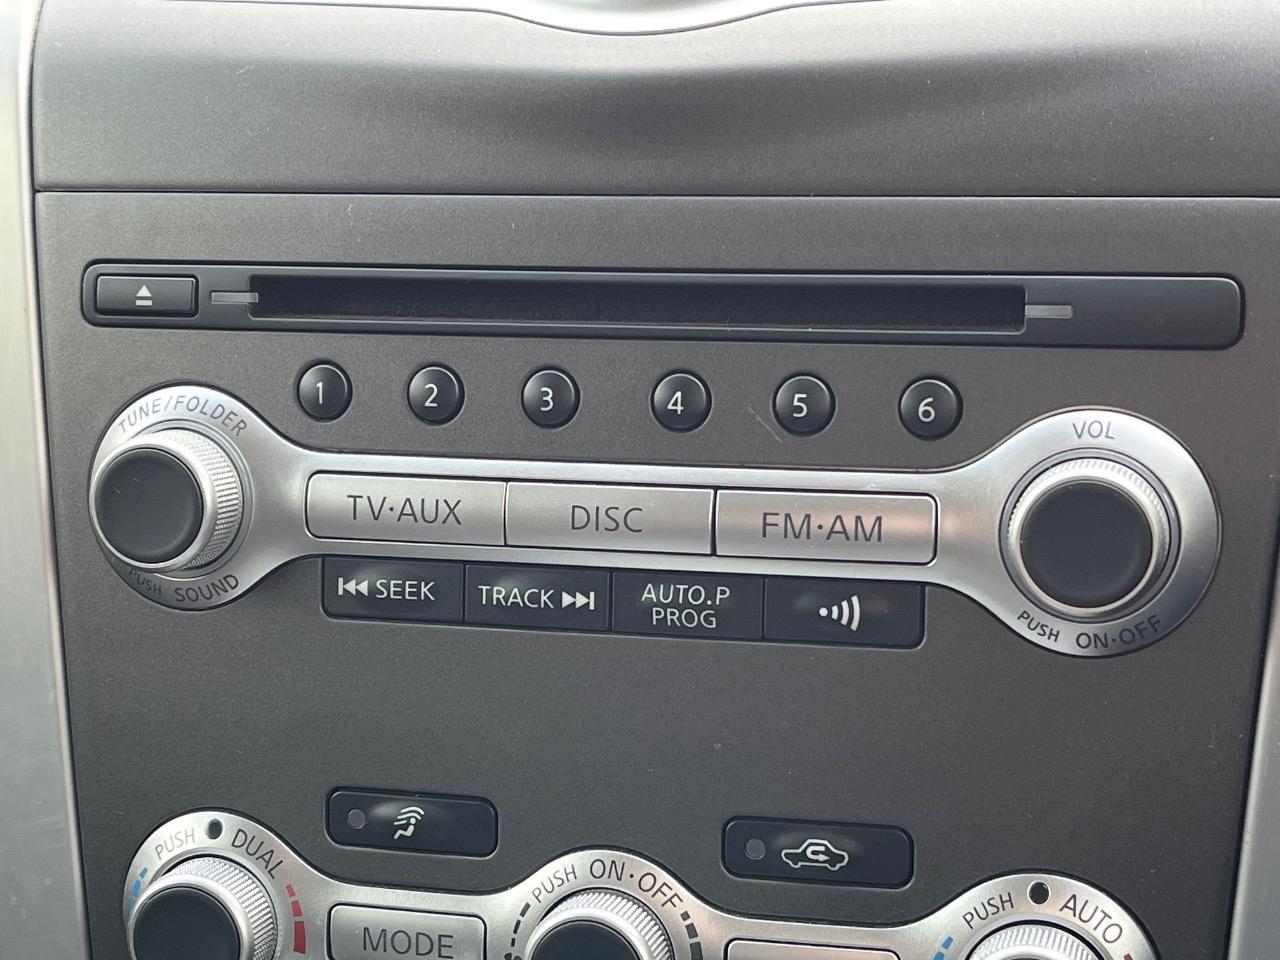 1 2 3 4 5 6
TUNE/FOLDER
VOL
TV·AUX DISC FM·AM
PUSH SOUND
SEEK TRACK AUTO.P
PROG
PUSH ON·OFF
PUSH DUAL
PUSH ON·OFF
PUSH AUTO
MODE